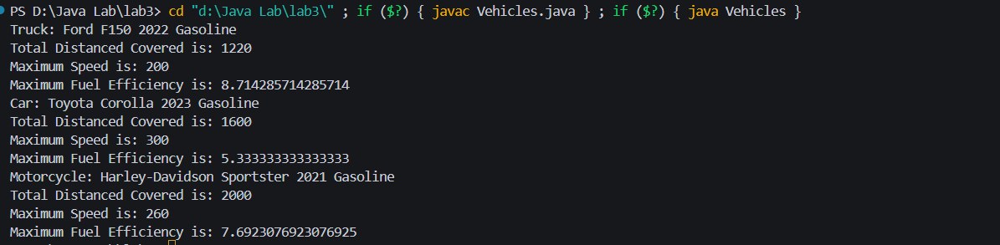 PS D:\Java Lab\lab3> cd "d:\Java Lab\lab3\" ; if ($?) { javac Vehicles.java } ; if ($?) { java Vehicles }
Truck: Ford F150 2022 Gasoline
Total Distanced Covered is: 1220
Maximum Speed is: 200
Maximum Fuel Efficiency is: 8.714285714285714
Car: Toyota Corolla 2023 Gasoline
Total Distanced Covered is: 1600
Maximum Speed is: 300
Maximum Fuel Efficiency is: 5.333333333333333
Motorcycle: Harley-Davidson Sportster 2021 Gasoline
Total Distanced Covered is: 2000
Maximum Speed is: 260
Maximum Fuel Efficiency is: 7.6923076923076925